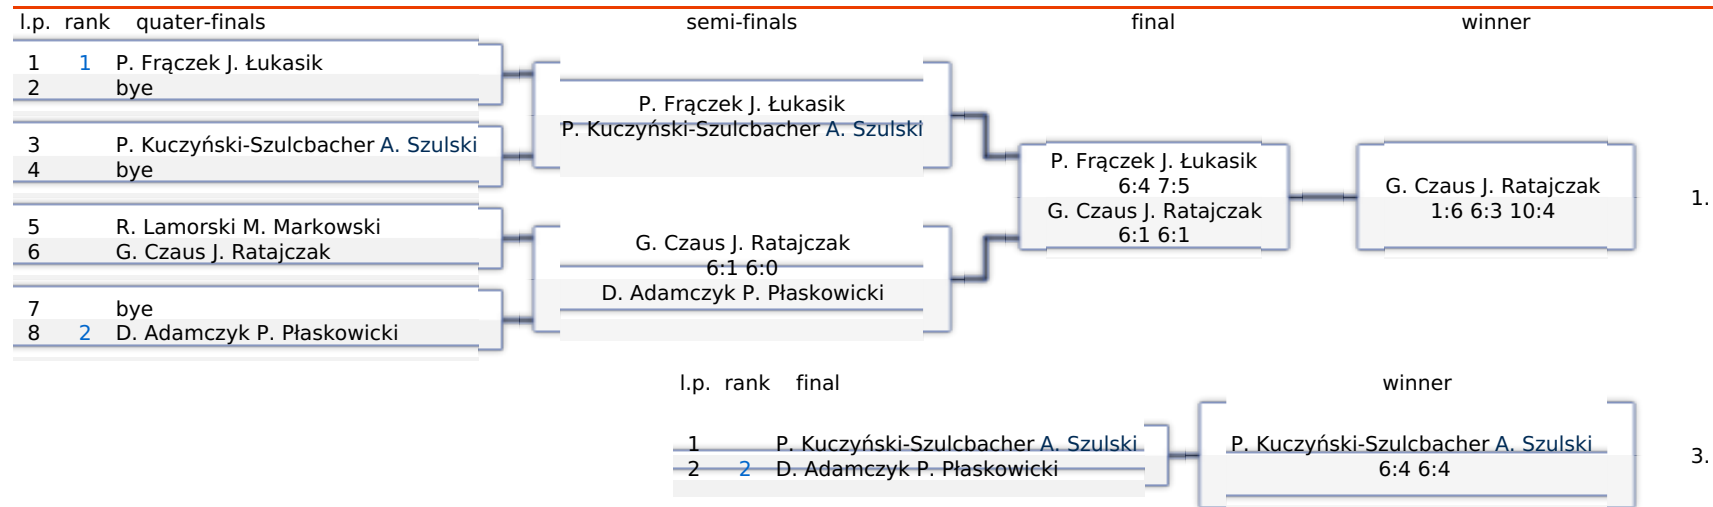 l.p. rank quater-finals semi-finals final winner
1 1 P. Frączek J. Łukasik
2 bye
P. Frączek J. Łukasik
P. Kuczyński-Szulcbacher A. Szulski
3 P. Kuczyński-Szulcbacher A. Szulski
4 bye
P. Frączek J. Łukasik
6:4 7:5
G. Czaus J. Ratajczak
6:1 6:1
G. Czaus J. Ratajczak
1:6 6:3 10:4
1.
5 R. Lamorski M. Markowski
6 G. Czaus J. Ratajczak
G. Czaus J. Ratajczak
6:1 6:0
D. Adamczyk P. Płaskowicki
7 bye
8 2 D. Adamczyk P. Płaskowicki
l.p. rank final winner
1 P. Kuczyński-Szulcbacher A. Szulski
2 2 D. Adamczyk P. Płaskowicki
P. Kuczyński-Szulcbacher A. Szulski
6:4 6:4
3.